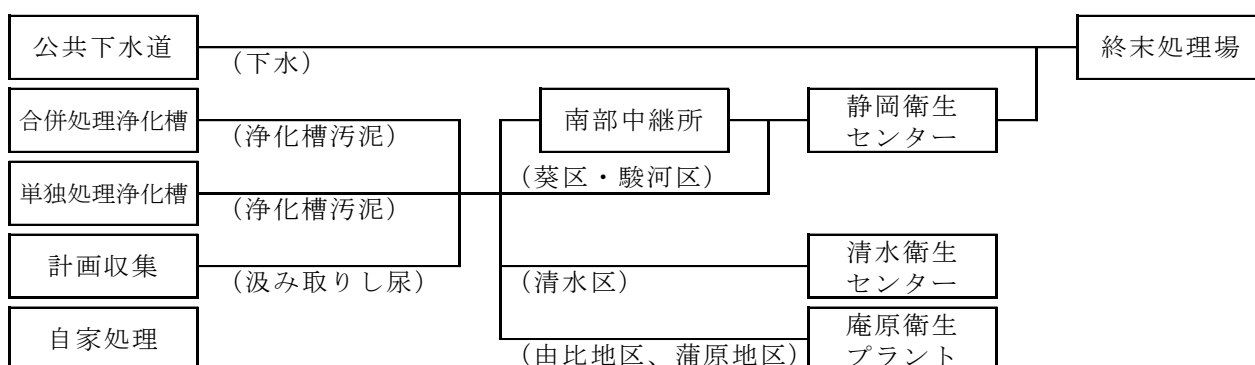 公共下水道
（下水）
終末処理場
合併処理浄化槽
（浄化槽汚泥）
南部中継所
静岡衛生
センター
単独処理浄化槽
（浄化槽汚泥）
（葵区・駿河区）
計画収集
（汲み取りし尿）
（清水区）
清水衛生
センター
自家処理
（由比地区、蒲原地区）
庵原衛生
プラント